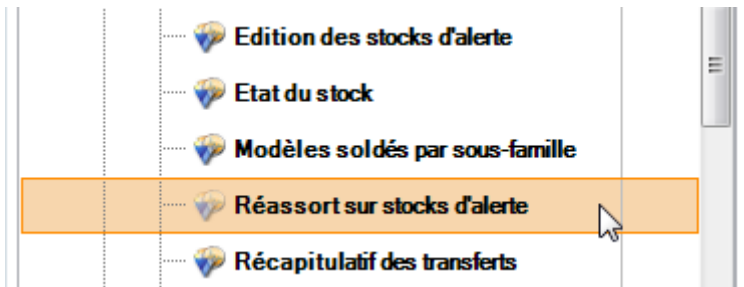 Edition des stocks d'alerte
Etat du stock
Modèles soldés par sous-famille
Réassort sur stocks d'alerte
Récapitulatif des transferts